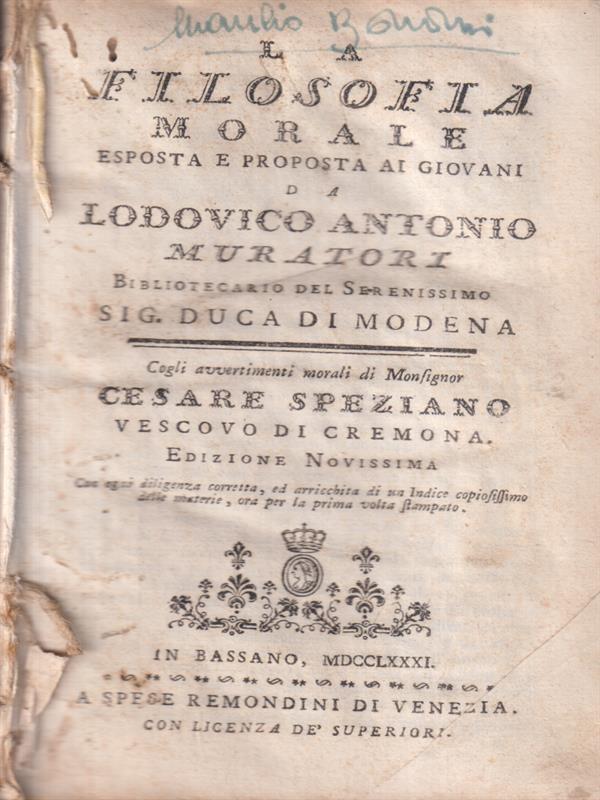 LA
FILOSOFIA
MORALE
ESPOSTA E PROPOSTA AI GIOVANI
DA
LODOVICO ANTONIO
MURATORI
BIBLIOTECARIO DEL SERENISSIMO
SIG. DUCA DI MODENA
Cogli avvertimenti morali di Monſignor
CESARE SPEZIANO
VESCOVO DI CREMONA.
EDIZIONE NOVISSIMA
Con ogni diligenza corretta, ed arricchita di un Indice copioſiſſimo
delle materie, ora per la prima volta ſtampato.
IN BASSANO, MDCCLXXXI.
A SPESE REMONDINI DI VENEZIA.
CON LICENZA DE' SUPERIORI.